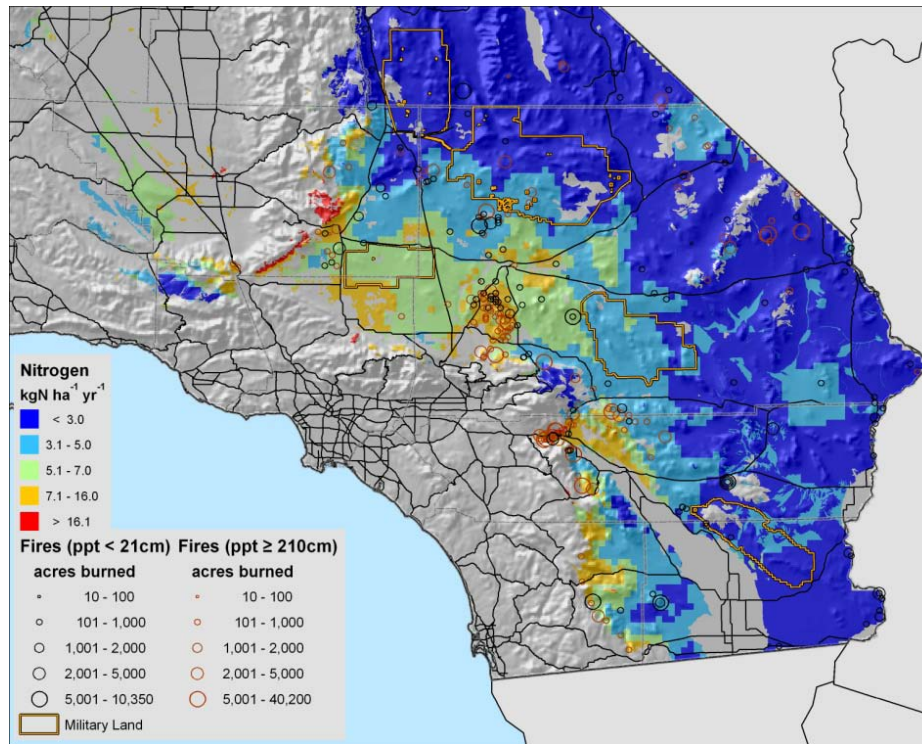 Nitrogen
kgN ha⁻¹ yr⁻¹
< 3.0
3.1 - 5.0
5.1 - 7.0
7.1 - 16.0
> 16.1
Fires (ppt < 21cm) Fires (ppt ≥ 210cm)
acres burned acres burned
10 - 100 10 - 100
101 - 1,000 101 - 1,000
1,001 - 2,000 1,001 - 2,000
2,001 - 5,000 2,001 - 5,000
5,001 - 10,350 5,001 - 40,200
Military Land